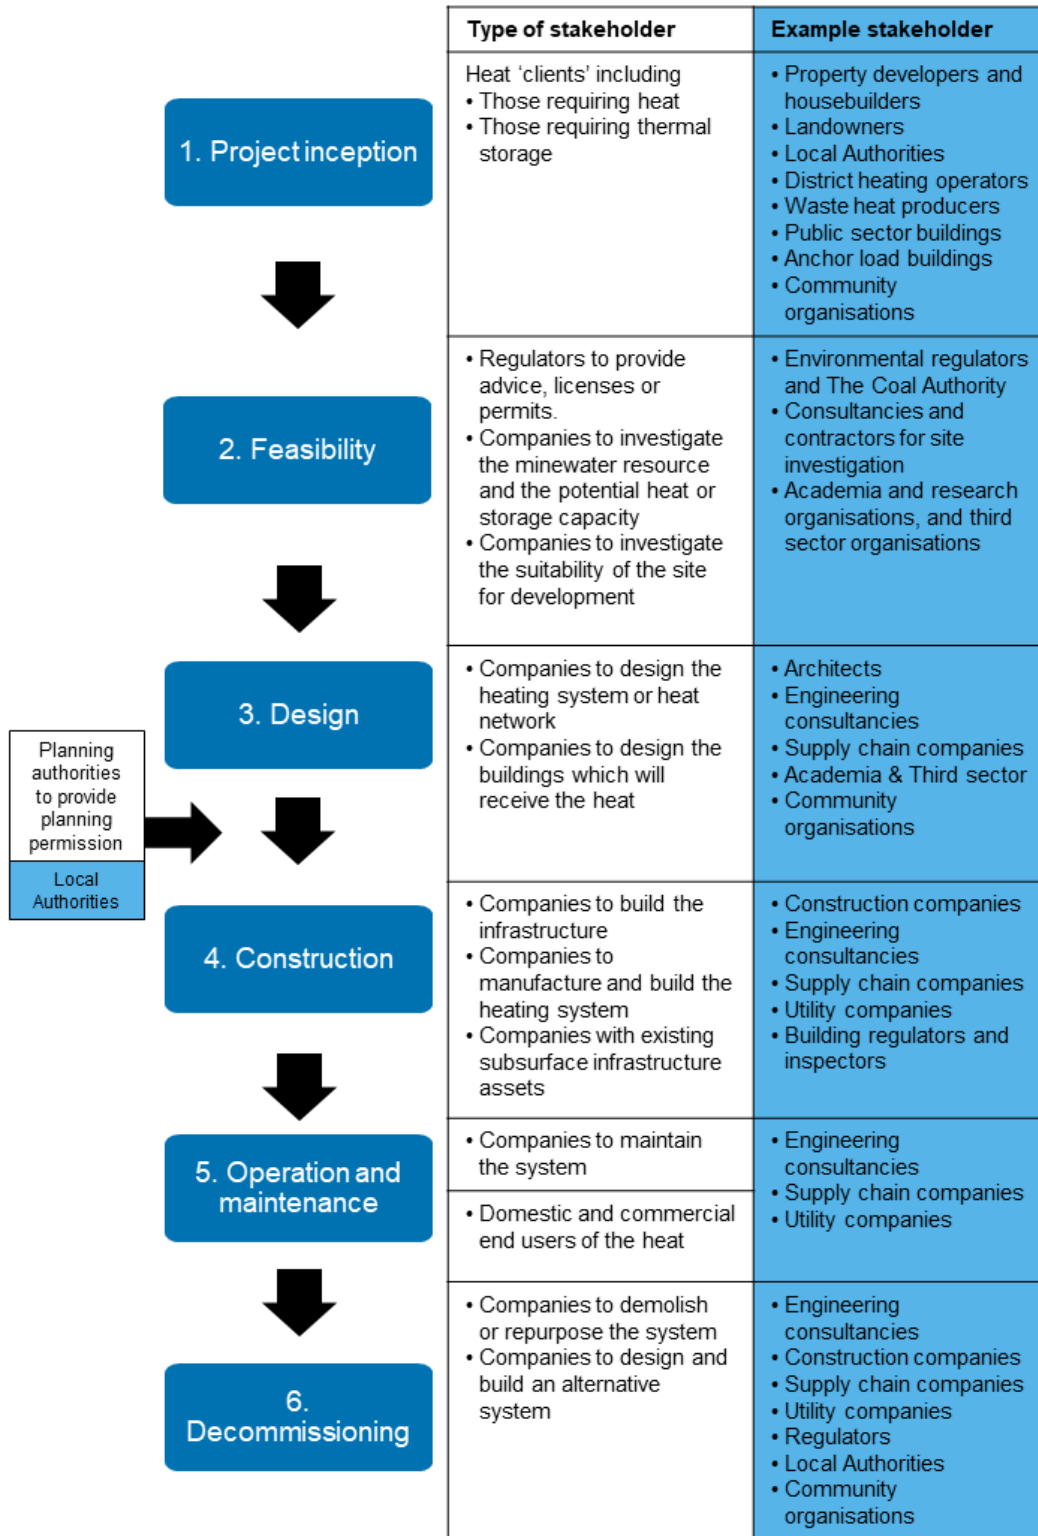 Type of stakeholder
Example stakeholder
1. Project inception
Heat ‘clients’ including
• Those requiring heat
• Those requiring thermal
storage
• Property developers and
housebuilders
• Landowners
• Local Authorities
• District heating operators
• Waste heat producers
• Public sector buildings
• Anchor load buildings
• Community
organisations
2. Feasibility
• Regulators to provide
advice, licenses or
permits.
• Companies to investigate
the minewater resource
and the potential heat or
storage capacity
• Companies to investigate
the suitability of the site
for development
• Environmental regulators
and The Coal Authority
• Consultancies and
contractors for site
investigation
• Academia and research
organisations, and third
sector organisations
3. Design
• Companies to design the
heating system or heat
network
• Companies to design the
buildings which will
receive the heat
• Architects
• Engineering
consultancies
• Supply chain companies
• Academia & Third sector
• Community
organisations
Planning
authorities
to provide
planning
permission
Local
Authorities
4. Construction
• Companies to build the
infrastructure
• Companies to
manufacture and build the
heating system
• Companies with existing
subsurface infrastructure
assets
• Construction companies
• Engineering
consultancies
• Supply chain companies
• Utility companies
• Building regulators and
inspectors
5. Operation and
maintenance
• Companies to maintain
the system
• Domestic and commercial
end users of the heat
• Engineering
consultancies
• Supply chain companies
• Utility companies
6.
Decommissioning
• Companies to demolish
or repurpose the system
• Companies to design and
build an alternative
system
• Engineering
consultancies
• Construction companies
• Supply chain companies
• Utility companies
• Regulators
• Local Authorities
• Community
organisations